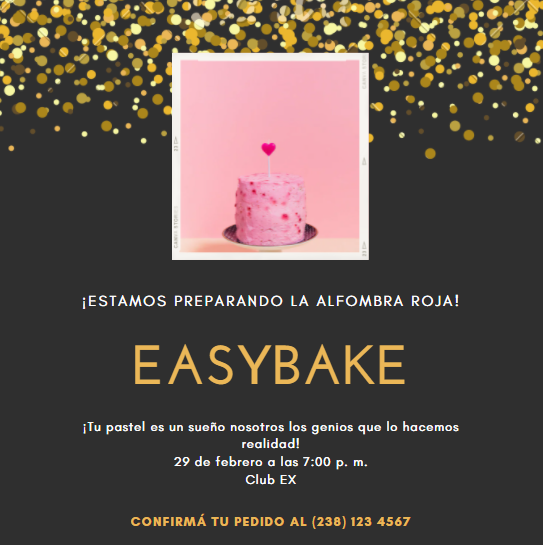 ¡ESTAMOS PREPARANDO LA ALFOMBRA ROJA!
EASYBAKE
¡Tu pastel es un sueño nosotros los genios que lo hacemos
realidad!
29 de febrero a las 7:00 p. m.
Club EX
CONFIRMÁ TU PEDIDO AL (238) 123 4567